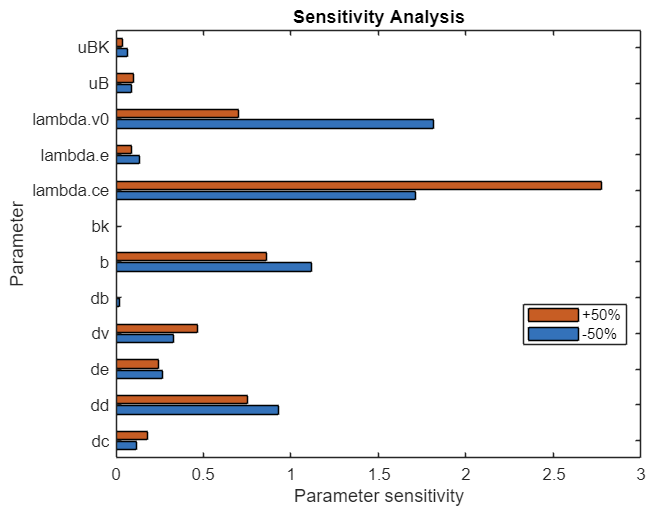 Sensitivity Analysis
uBK
uB
lambda.v0
lambda.e
lambda.ce
bk
b
db
dv
de
dd
dc
Parameter
+50%
-50%
0 0.5 1 1.5 2 2.5 3
Parameter sensitivity